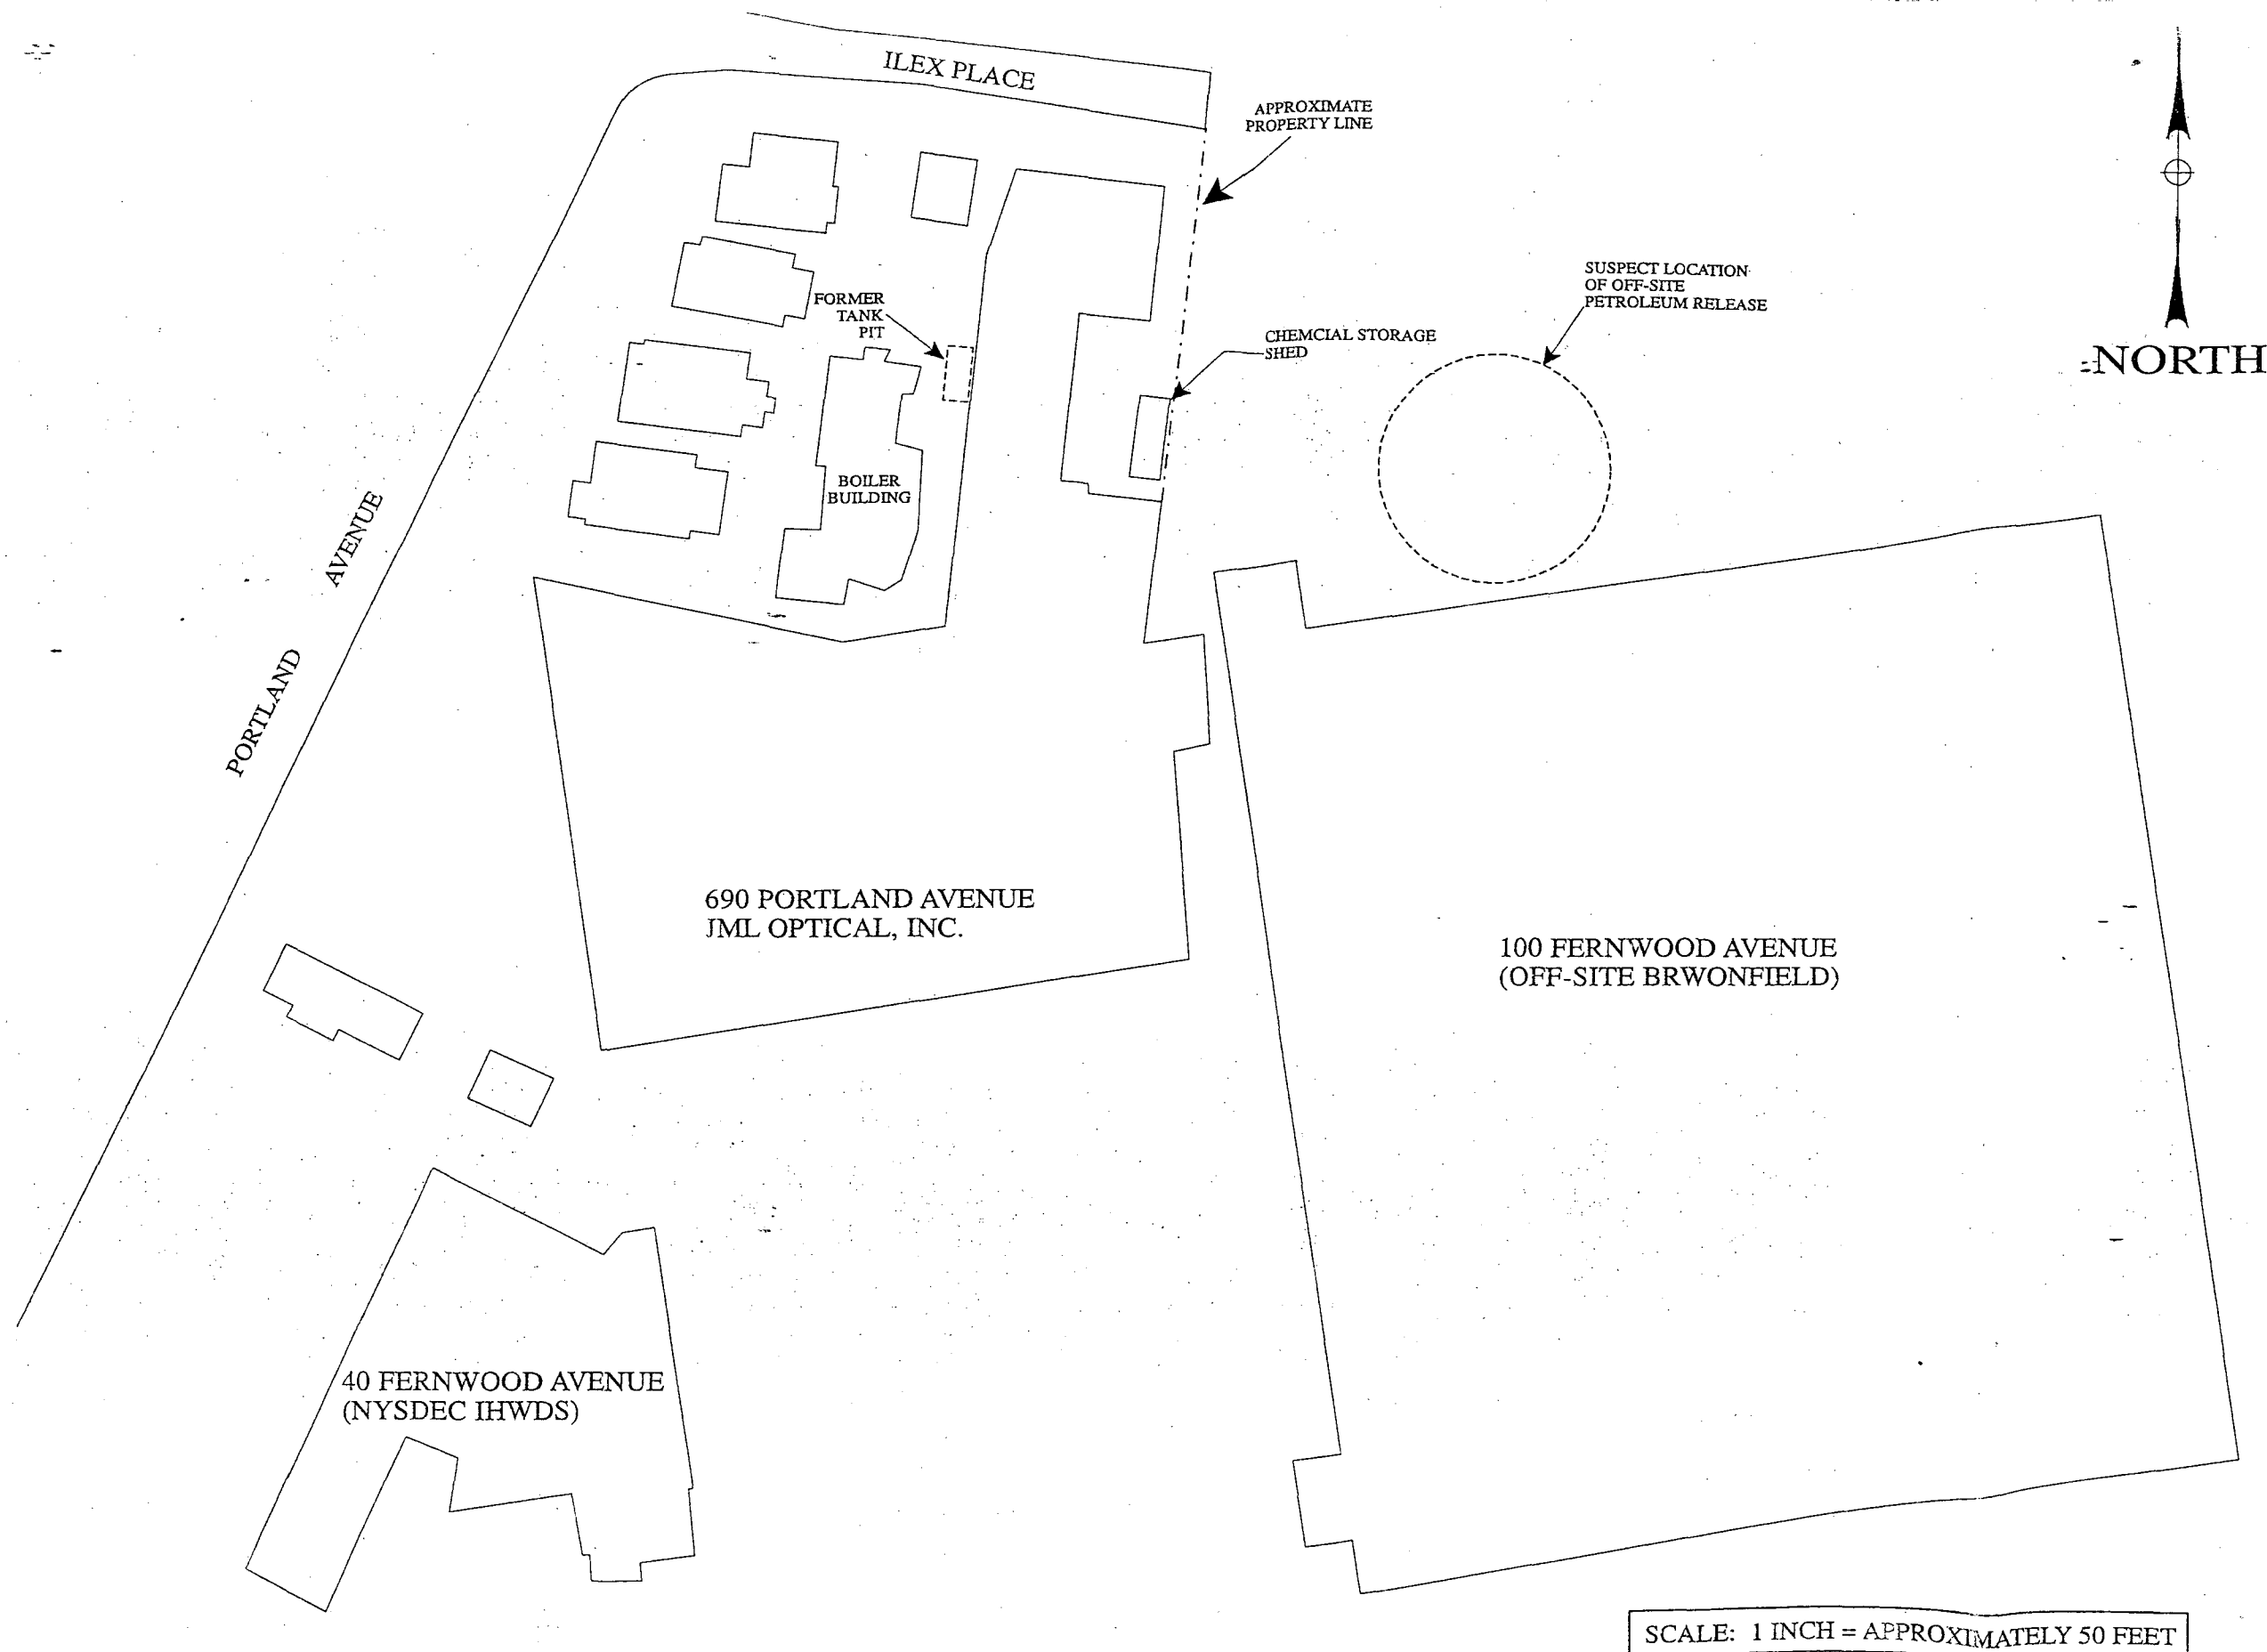 ILEX PLACE
APPROXIMATE
PROPERTY LINE
SUSPECT LOCATION
OF OFF-SITE
PETROLEUM RELEASE
FORMER
TANK
PIT
CHEMCIAL STORAGE
SHED
NORTH
BOILER
BUILDING
PORTLAND AVENUE
690 PORTLAND AVENUE
JML OPTICAL, INC.
100 FERNWOOD AVENUE
(OFF-SITE BRWONFIELD)
40 FERNWOOD AVENUE
(NYSDEC IHWDS)
SCALE: 1 INCH = APPROXIMATELY 50 FEET